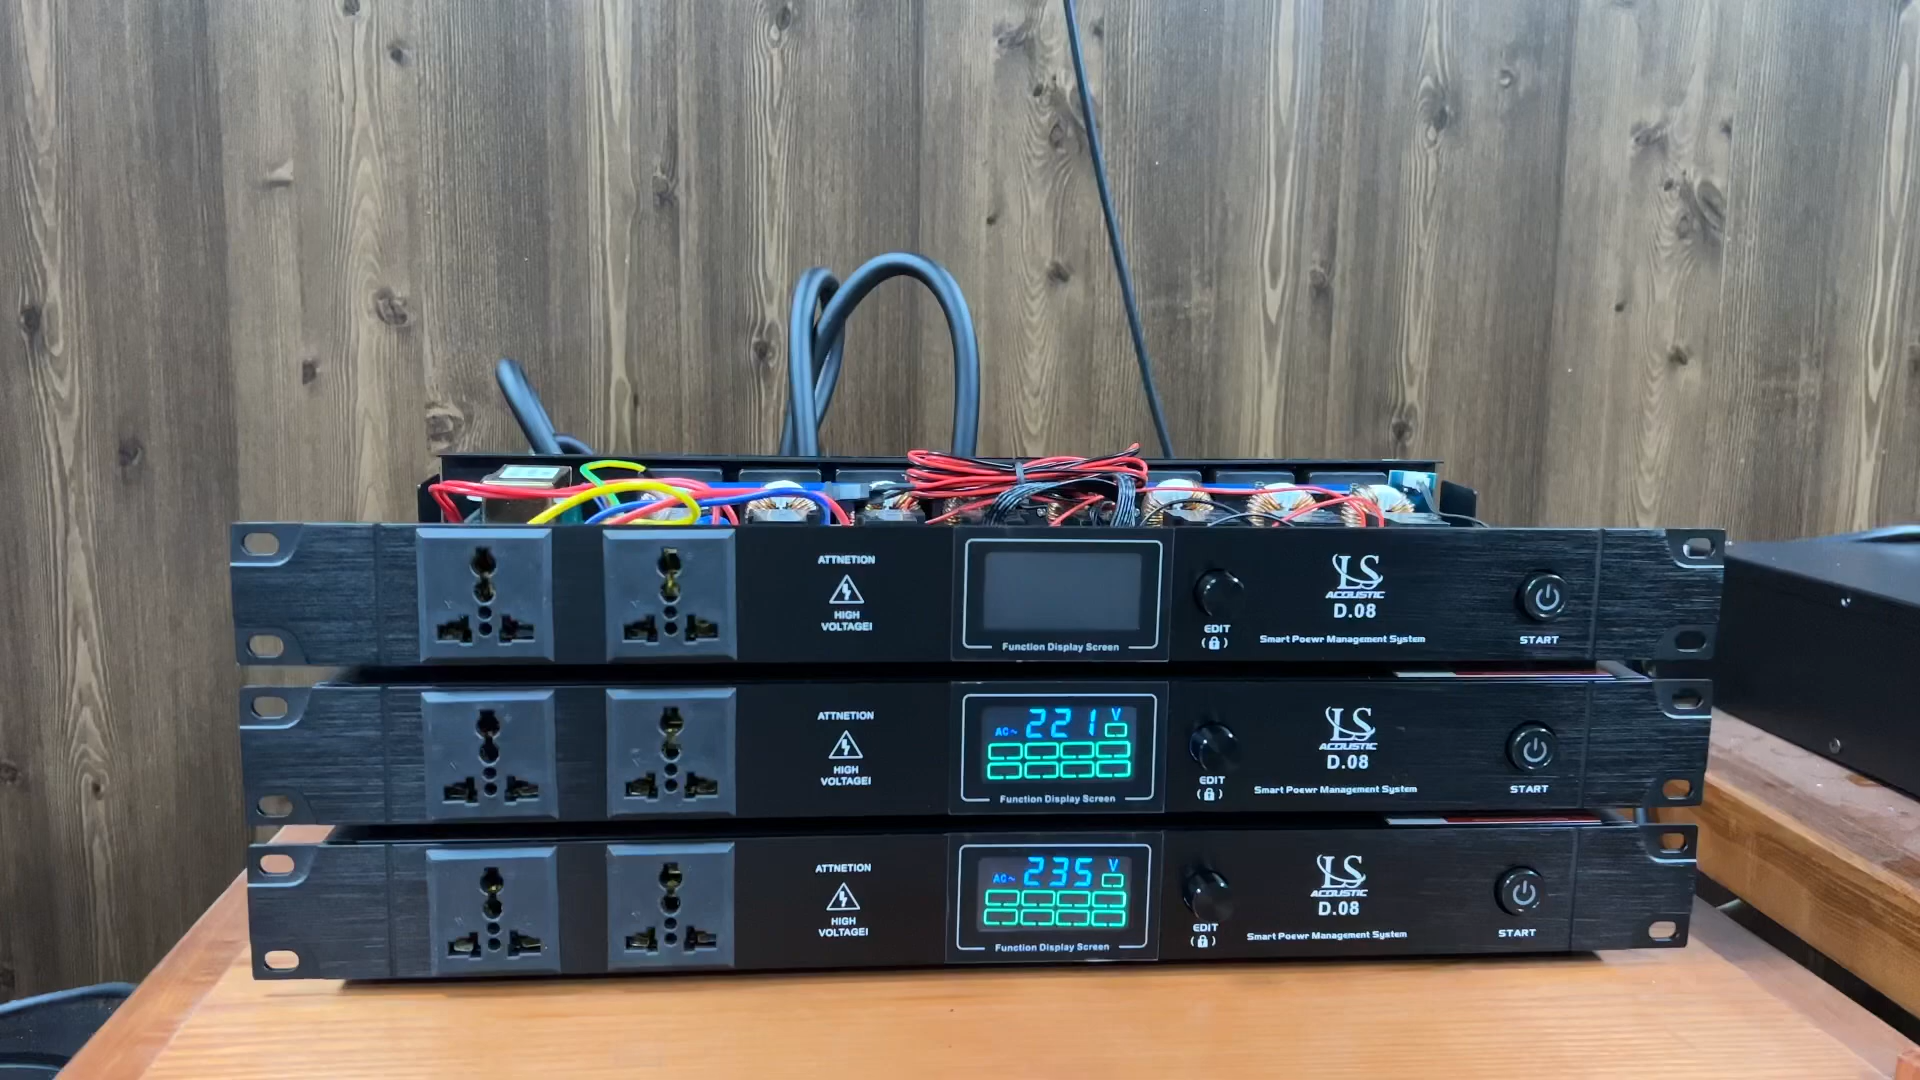 ATTNETION
HIGH
VOLTAGE!
Function Display Screen
EDIT
LS
ACOUSTIC
D.08
Smart Poewr Management System
START
ATTNETION
HIGH
VOLTAGE!
AC~ 221 V
Function Display Screen
EDIT
LS
ACOUSTIC
D.08
Smart Poewr Management System
START
ATTNETION
HIGH
VOLTAGE!
AC~ 235 V
Function Display Screen
EDIT
LS
ACOUSTIC
D.08
Smart Poewr Management System
START